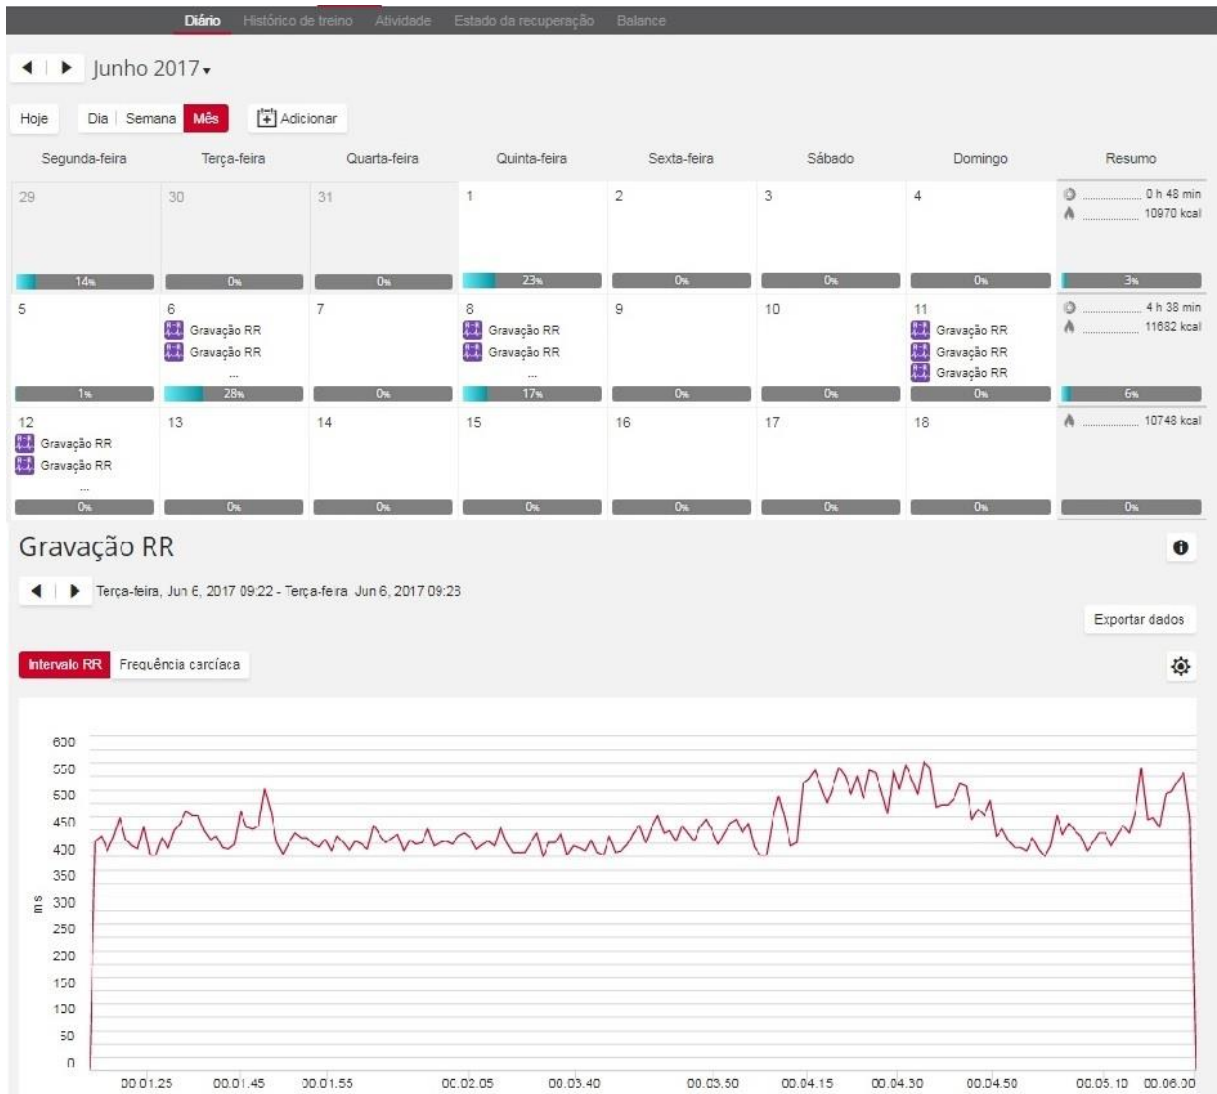 Diário Histórico de treino Atividade Estado da recuperação Balance
Junho 2017
Hoje Dia Semana Mês Adicionar
Segunda-feira Terça-feira Quarta-feira Quinta-feira Sexta-feira Sábado Domingo Resumo
29 30 31 1 2 3 4 0 h 48 min
10970 kcal
14% 0% 0% 23% 0% 0% 0% 3%
5 6 7 8 9 10 11 4 h 38 min
Gravação RR Gravação RR Gravação RR 11682 kcal
Gravação RR Gravação RR Gravação RR
... ... Gravação RR
1% 28% 0% 17% 0% 0% 0% 6%
12 13 14 15 16 17 18 10748 kcal
Gravação RR
Gravação RR
...
0% 0% 0% 0% 0% 0% 0% 0%
Gravação RR
Terça-feira, Jun 6, 2017 09:22 - Terça-feira Jun 6, 2017 09:28
Exportar dados
Intervalo RR Frequência cardíaca
600
550
500
450
400
350
300
ms
250
200
150
100
50
0
00:01.25 00:01.45 00:01.55 00:02.05 00:03.40 00:03.50 00:04.15 00:04.30 00:04.50 00:05.10 00:06.00